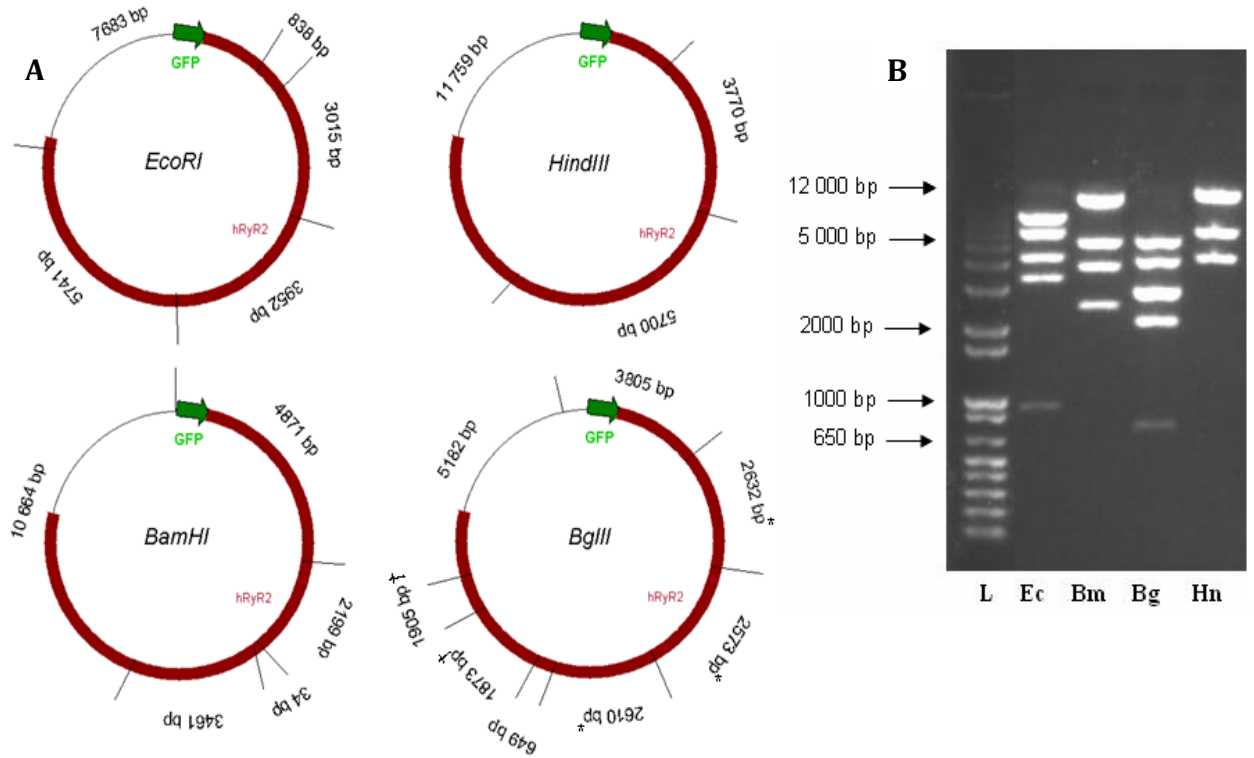 A
7683 bp
838 bp
GFP
3015 bp
EcoRI
hRyR2
5741 bp
3952 bp
11 759 bp
GFP
3770 bp
HindIII
hRyR2
5700 bp
GFP
4871 bp
10 664 bp
BamHI
hRyR2
2199 bp
34 bp
3461 bp
3805 bp
GFP
5182 bp
2632 bp*
BglII
hRyR2
1905 bp†
2573 bp*
1873 bp†
2610 bp*
649 bp
B
12 000 bp
5 000 bp
2000 bp
1000 bp
650 bp
L Ec Bm Bg Hn